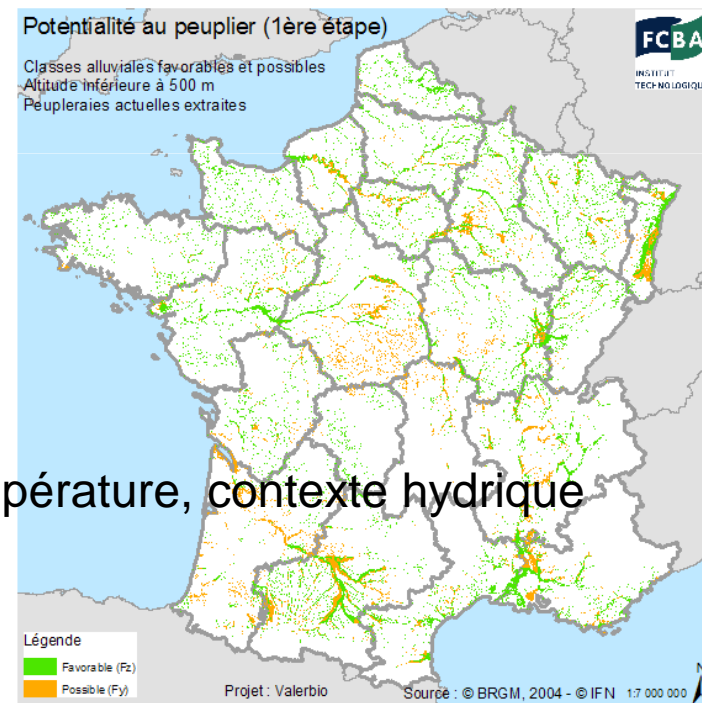 Potentialité au peuplier (1ère étape)
Classes alluviales favorables et possibles
Altitude inférieure à 500 m
Peupleraies actuelles extraites
FCBA
INSTITUT
TECHNOLOGIQU
pérature, contexte hydrique
Légende
Favorable (Fz)
Possible (Fy)
Projet : Valerbio
Source : © BRGM, 2004 - © IFN 1:7 000 000
N